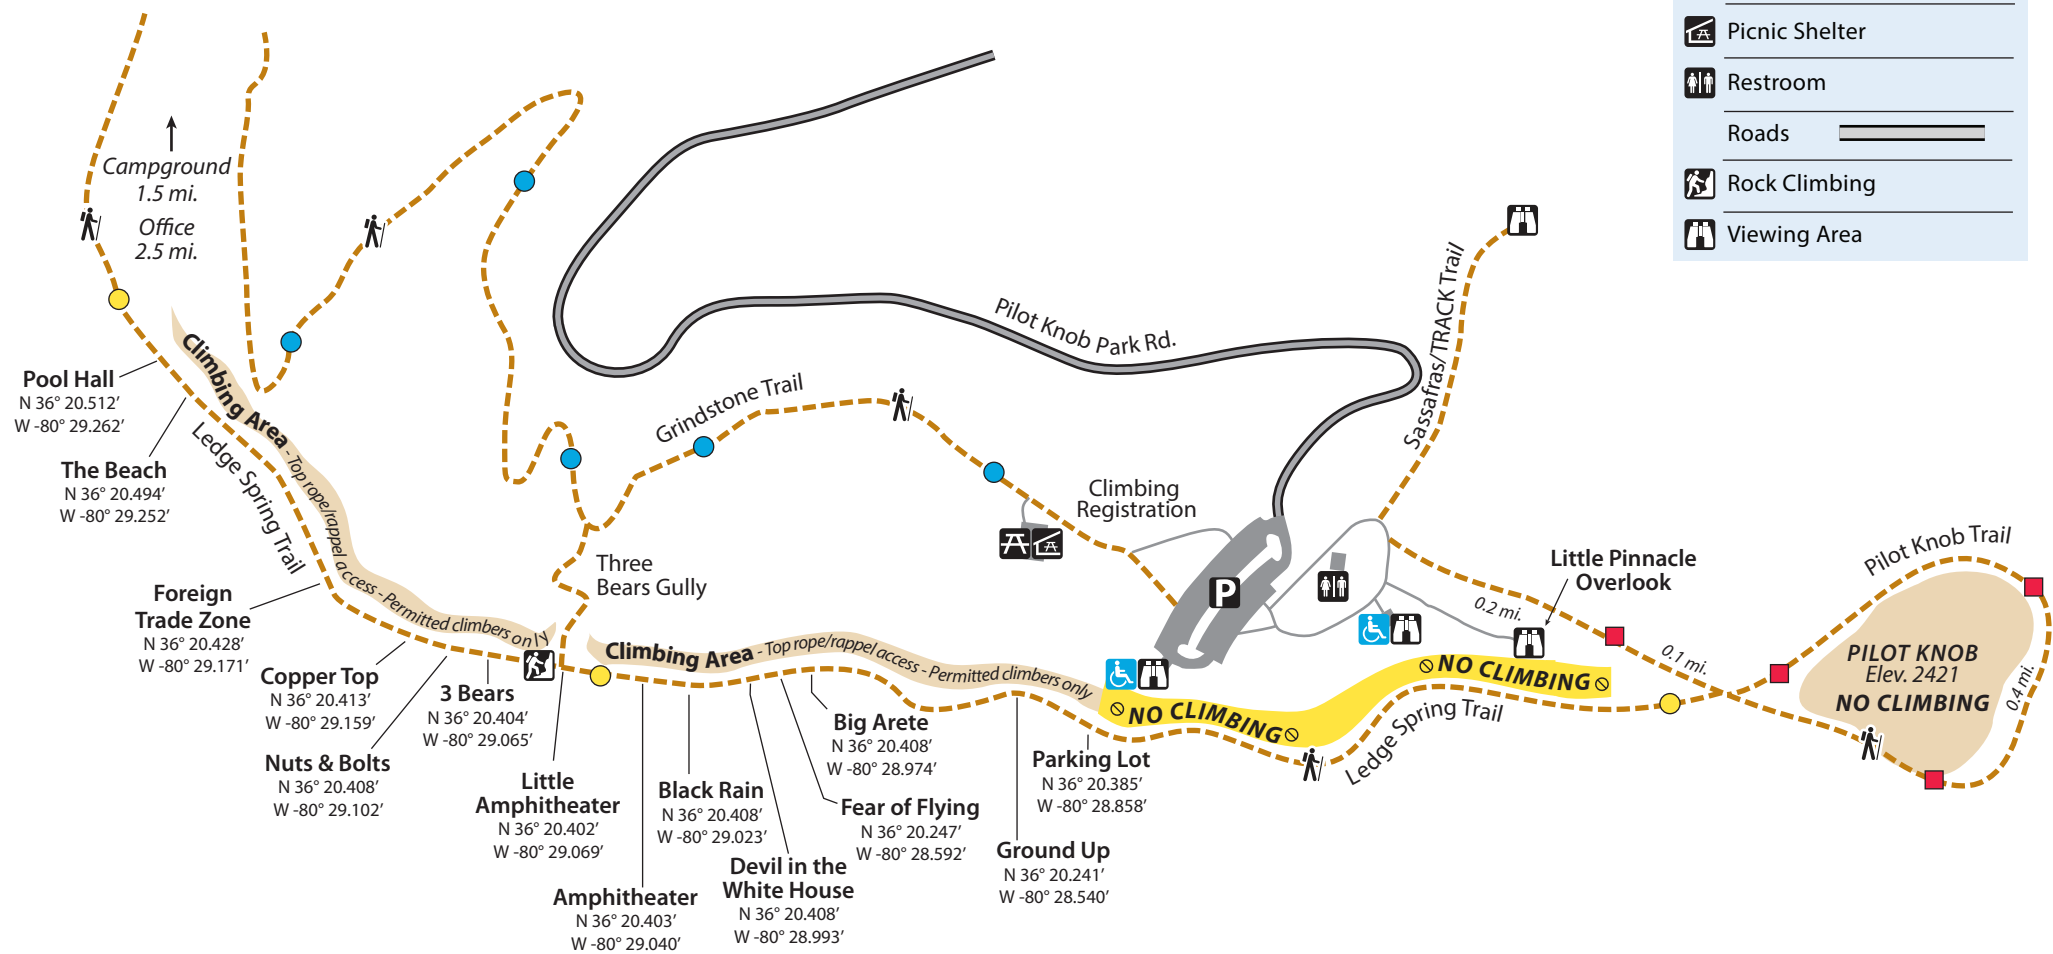 Picnic Shelter
Restroom
Roads
Rock Climbing
Viewing Area
Campground
1.5 mi.
Office
2.5 mi.
Pilot Knob Park Rd.
Sassafras/TRACK Trail
Grindstone Trail
Climbing Area - Top rope/rappel access - Permitted climbers only
Ledge Spring Trail
Pool Hall
N 36° 20.512’
W -80° 29.262’
The Beach
N 36° 20.494’
W -80° 29.252’
Foreign
Trade Zone
N 36° 20.428’
W -80° 29.171’
Copper Top
N 36° 20.413’
W -80° 29.159’
Nuts & Bolts
N 36° 20.408’
W -80° 29.102’
3 Bears
N 36° 20.404’
W -80° 29.065’
Three
Bears Gully
Climbing
Registration
P
Climbing Area - Top rope/rappel access - Permitted climbers only
Little
Amphitheater
N 36° 20.402’
W -80° 29.069’
Amphitheater
N 36° 20.403’
W -80° 29.040’
Black Rain
N 36° 20.408’
W -80° 29.023’
Devil in the
White House
N 36° 20.408’
W -80° 28.993’
Big Arete
N 36° 20.408’
W -80° 28.974’
Fear of Flying
N 36° 20.247’
W -80° 28.592’
Ground Up
N 36° 20.241’
W -80° 28.540’
Parking Lot
N 36° 20.385’
W -80° 28.858’
NO CLIMBING
NO CLIMBING
Ledge Spring Trail
Little Pinnacle
Overlook
0.2 mi.
0.1 mi.
Pilot Knob Trail
PILOT KNOB
Elev. 2421
NO CLIMBING
0.4 mi.